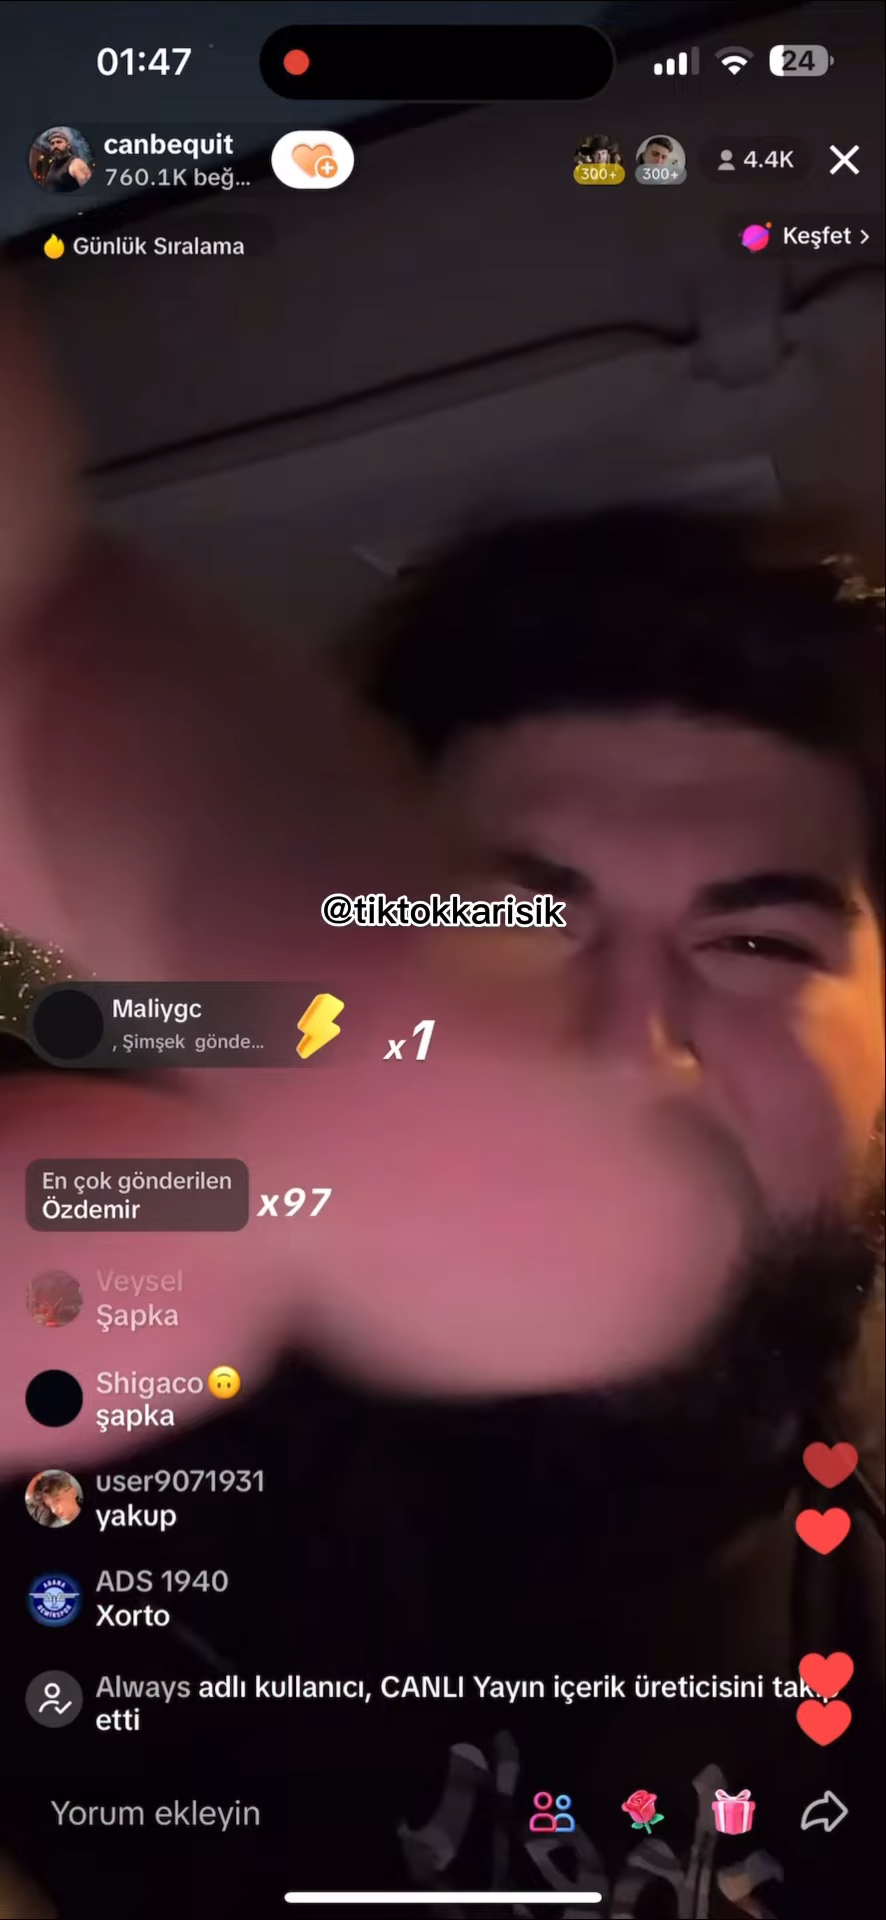 01:47
24
canbequit
760.1K beğ...
300+
300+
4.4K
Günlük Sıralama
Keşfet >
@tiktokkarisik
Maliygc
, Şimşek gönde...
x1
En çok gönderilen
Özdemir
x97
Veysel
Şapka
Shigaco🙃
şapka
user9071931
yakup
ADS 1940
Xorto
Always adlı kullanıcı, CANLI Yayın içerik üreticisini takip
etti
Yorum ekleyin